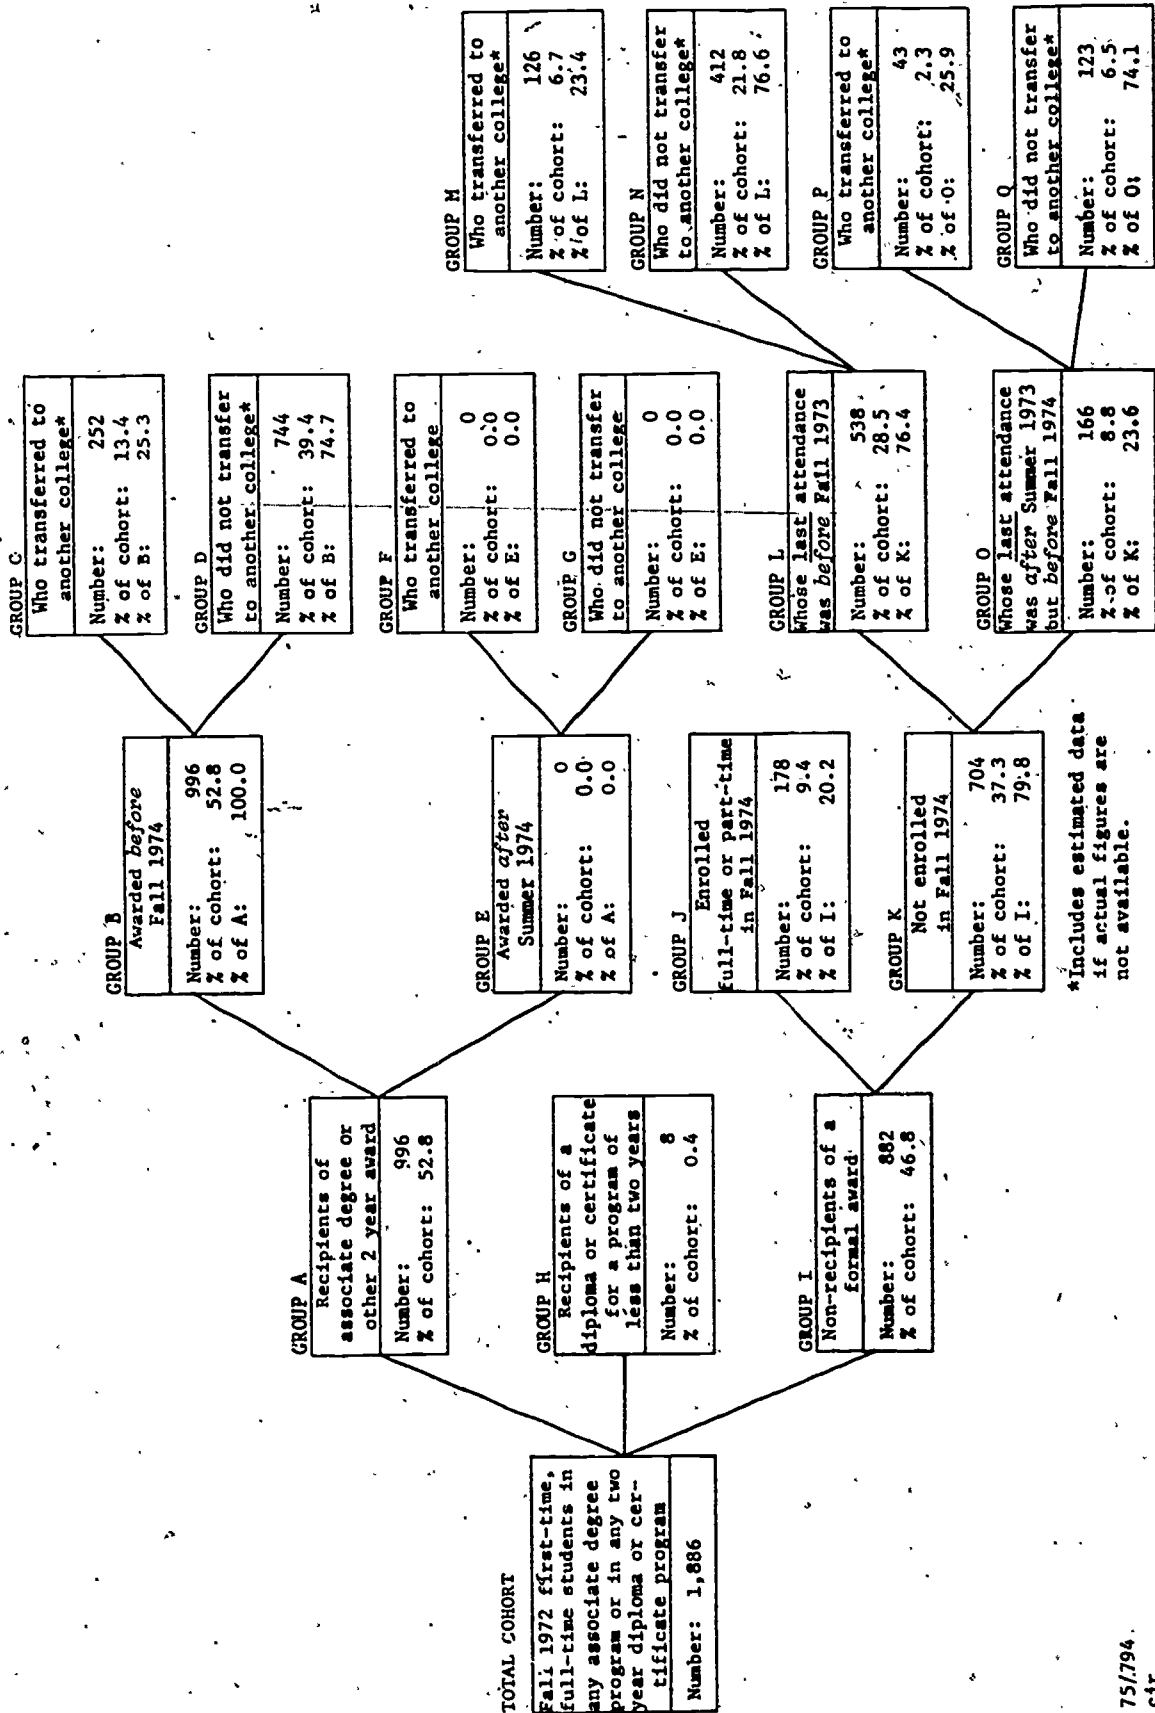 TOTAL COHORT
Fall 1972 first-time,
full-time students in
any associate degree
program or in any two
year diploma or cer-
tificate program
Number: 1,886
GROUP A
Recipients of
associate degree or
other 2 year award
Number: 996
% of cohort: 52.8
GROUP H
Recipients of a
diploma or certificate
for a program of
less than two years
Number: 8
% of cohort: 0.4
GROUP I
Non-recipients of a
formal award
Number: 882
% of cohort: 46.8
GROUP B
Awarded before
Fall 1974
Number: 996
% of cohort: 52.8
% of A: 100.0
GROUP E
Awarded after
Summer 1974
Number: 0
% of cohort: 0.0
% of A: 0.0
GROUP J
Enrolled
full-time or part-time
in Fall 1974
Number: 178
% of cohort: 9.4
% of I: 20.2
GROUP K
Not enrolled
in Fall 1974
Number: 704
% of cohort: 37.3
% of I: 79.8
GROUP C
Who transferred to
another college*
Number: 252
% of cohort: 13.4
% of B: 25.3
GROUP D
Who did not transfer
to another college*
Number: 744
% of cohort: 39.4
% of B: 74.7
GROUP F
Who transferred to
another college
Number: 0
% of cohort: 0.0
% of E: 0.0
GROUP G
Who did not transfer
to another college
Number: 0
% of cohort: 0.0
% of E: 0.0
GROUP L
Whose last attendance
was before Fall 1973
Number: 538
% of cohort: 28.5
% of K: 76.4
GROUP O
Whose last attendance
was after Summer 1973
but before Fall 1974
Number: 166
% of cohort: 8.8
% of K: 23.6
GROUP M
Who transferred to
another college*
Number: 126
% of cohort: 6.7
% of L: 23.4
GROUP N
Who did not transfer
to another college*
Number: 412
% of cohort: 21.8
% of L: 76.6
GROUP P
Who transferred to
another college*
Number: 43
% of cohort: 2.3
% of O: 25.9
GROUP Q
Who did not transfer
to another college*
Number: 123
% of cohort: 6.5
% of O: 74.1
*Includes estimated data
if actual figures are
not available.
75/794
cjr